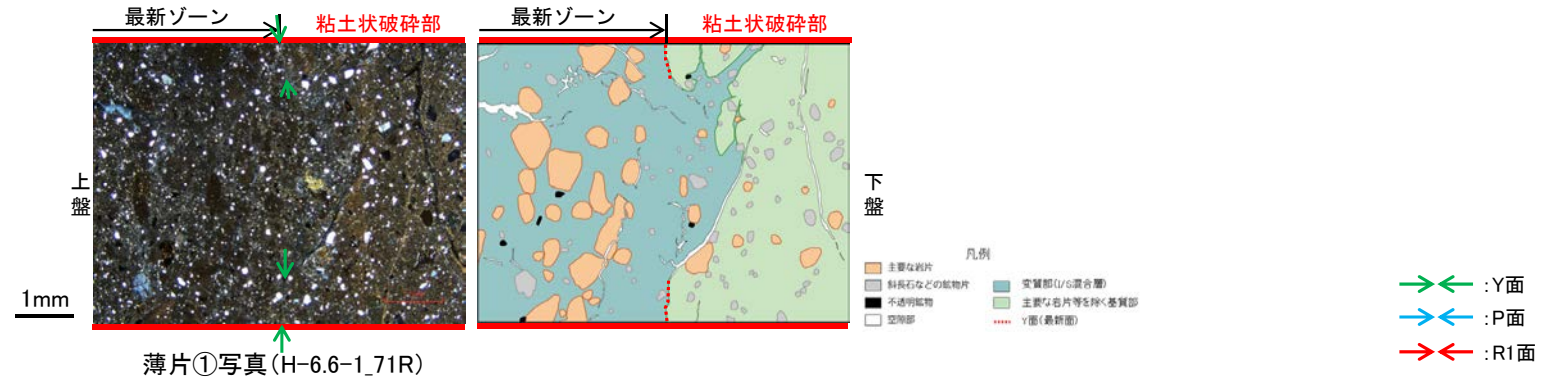 最新ゾーン
粘土状破砕部
最新ゾーン
粘土状破砕部
上盤
下盤
1mm
薄片①写真(H-6.6-1_71R)
凡例
主要な岩片
斜長石などの鉱物片
不透明鉱物
空隙部
変質部(I/S混合層)
主要な岩片等を除く基質部
Y面(最新面)
:Y面
:P面
:R1面